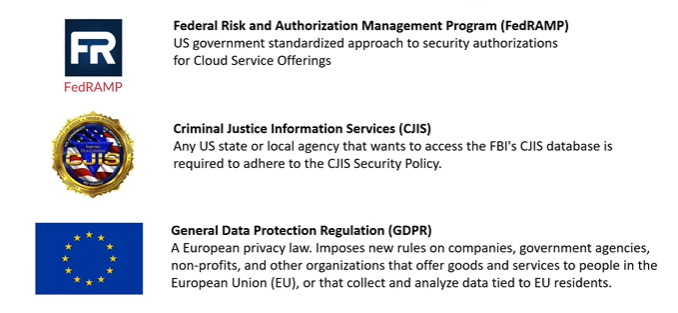 Federal Risk and Authorization Management Program (FedRAMP)
US government standardized approach to security authorizations
for Cloud Service Offerings
FR
FedRAMP
Criminal Justice Information Services (CJIS)
Any US state or local agency that wants to access the FBI's CJIS database is
required to adhere to the CJIS Security Policy.
CJIS
General Data Protection Regulation (GDPR)
A European privacy law. Imposes new rules on companies, government agencies,
non-profits, and other organizations that offer goods and services to people in the
European Union (EU), or that collect and analyze data tied to EU residents.